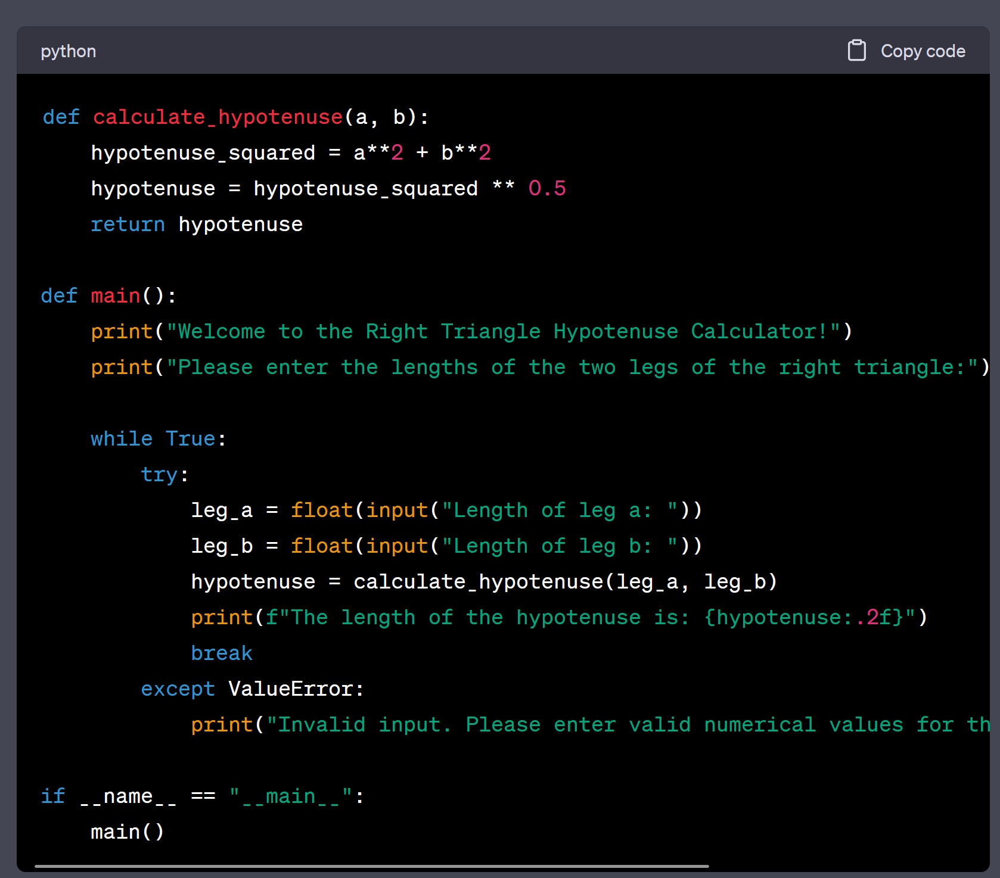 python
Copy code
def calculate_hypotenuse(a, b):
    hypotenuse_squared = a**2 + b**2
    hypotenuse = hypotenuse_squared ** 0.5
    return hypotenuse
def main():
    print("Welcome to the Right Triangle Hypotenuse Calculator!")
    print("Please enter the lengths of the two legs of the right triangle:")
    while True:
        try:
            leg_a = float(input("Length of leg a: "))
            leg_b = float(input("Length of leg b: "))
            hypotenuse = calculate_hypotenuse(leg_a, leg_b)
            print(f"The length of the hypotenuse is: {hypotenuse:.2f}")
            break
        except ValueError:
            print("Invalid input. Please enter valid numerical values for
if __name__ == "__main__":
    main()